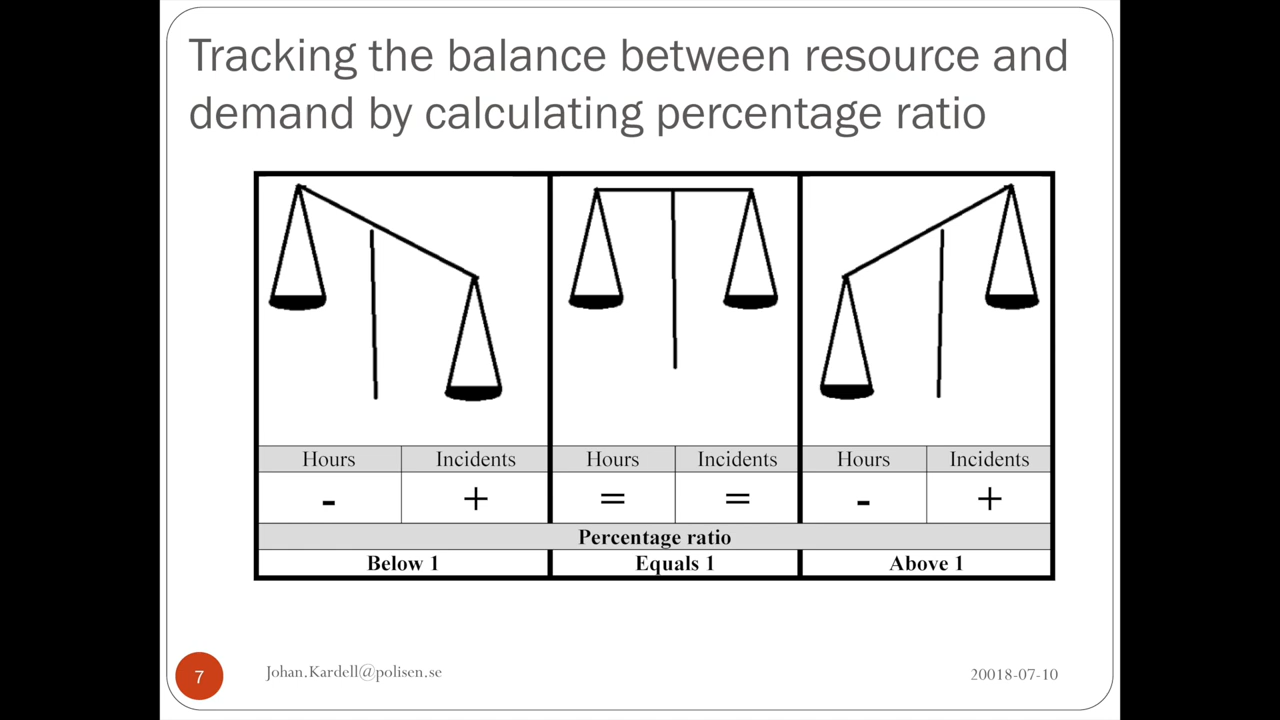 Tracking the balance between resource and
demand by calculating percentage ratio
Hours Incidents Hours Incidents Hours Incidents
- + = = - +
Percentage ratio
Below 1 Equals 1 Above 1
7 Johan.Kardell@polisen.se 20018-07-10